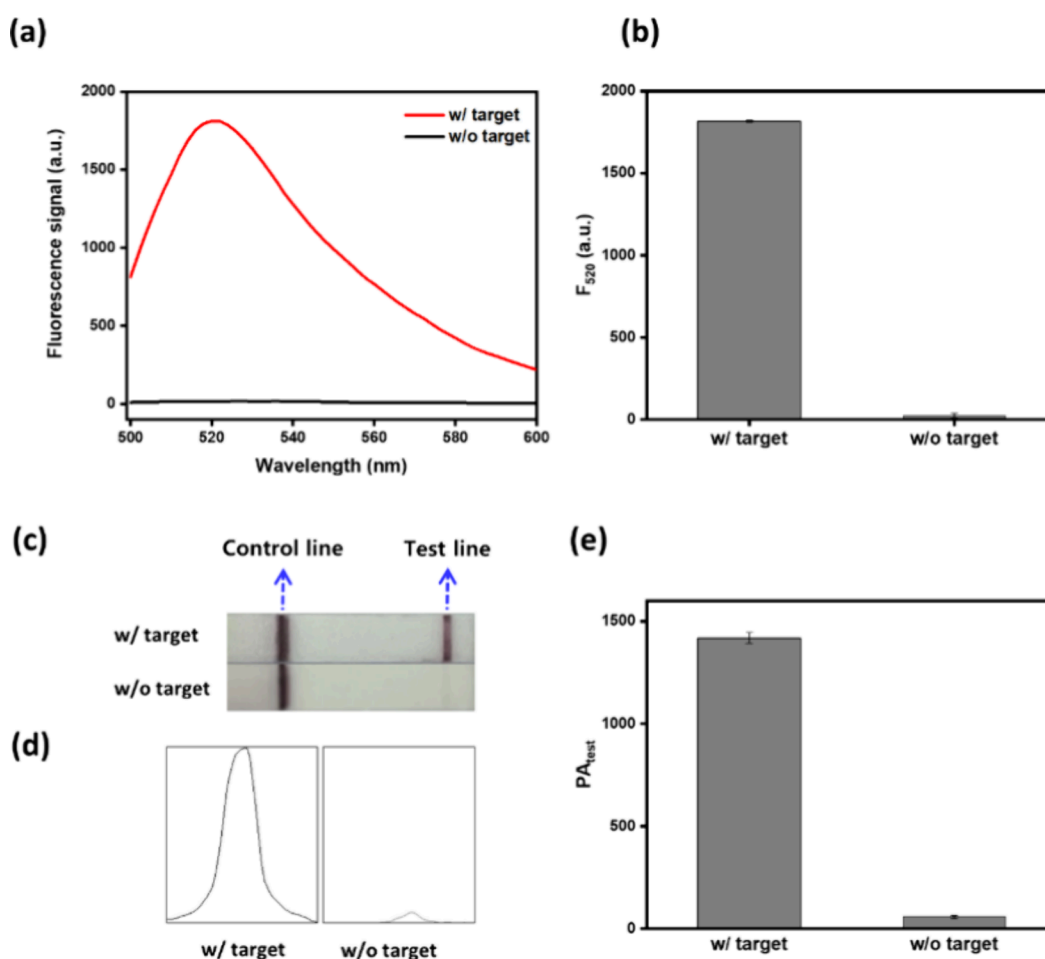 (a)
2000
1500
1000
500
0
Fluorescence signal (a.u.)
w/ target
w/o target
500 520 540 560 580 600
Wavelength (nm)
(b)
2000
1500
1000
500
0
F520 (a.u.)
w/ target w/o target
(c)
Control line Test line
w/ target
w/o target
(d)
w/ target w/o target
(e)
1500
1000
500
0
PAtest
w/ target w/o target